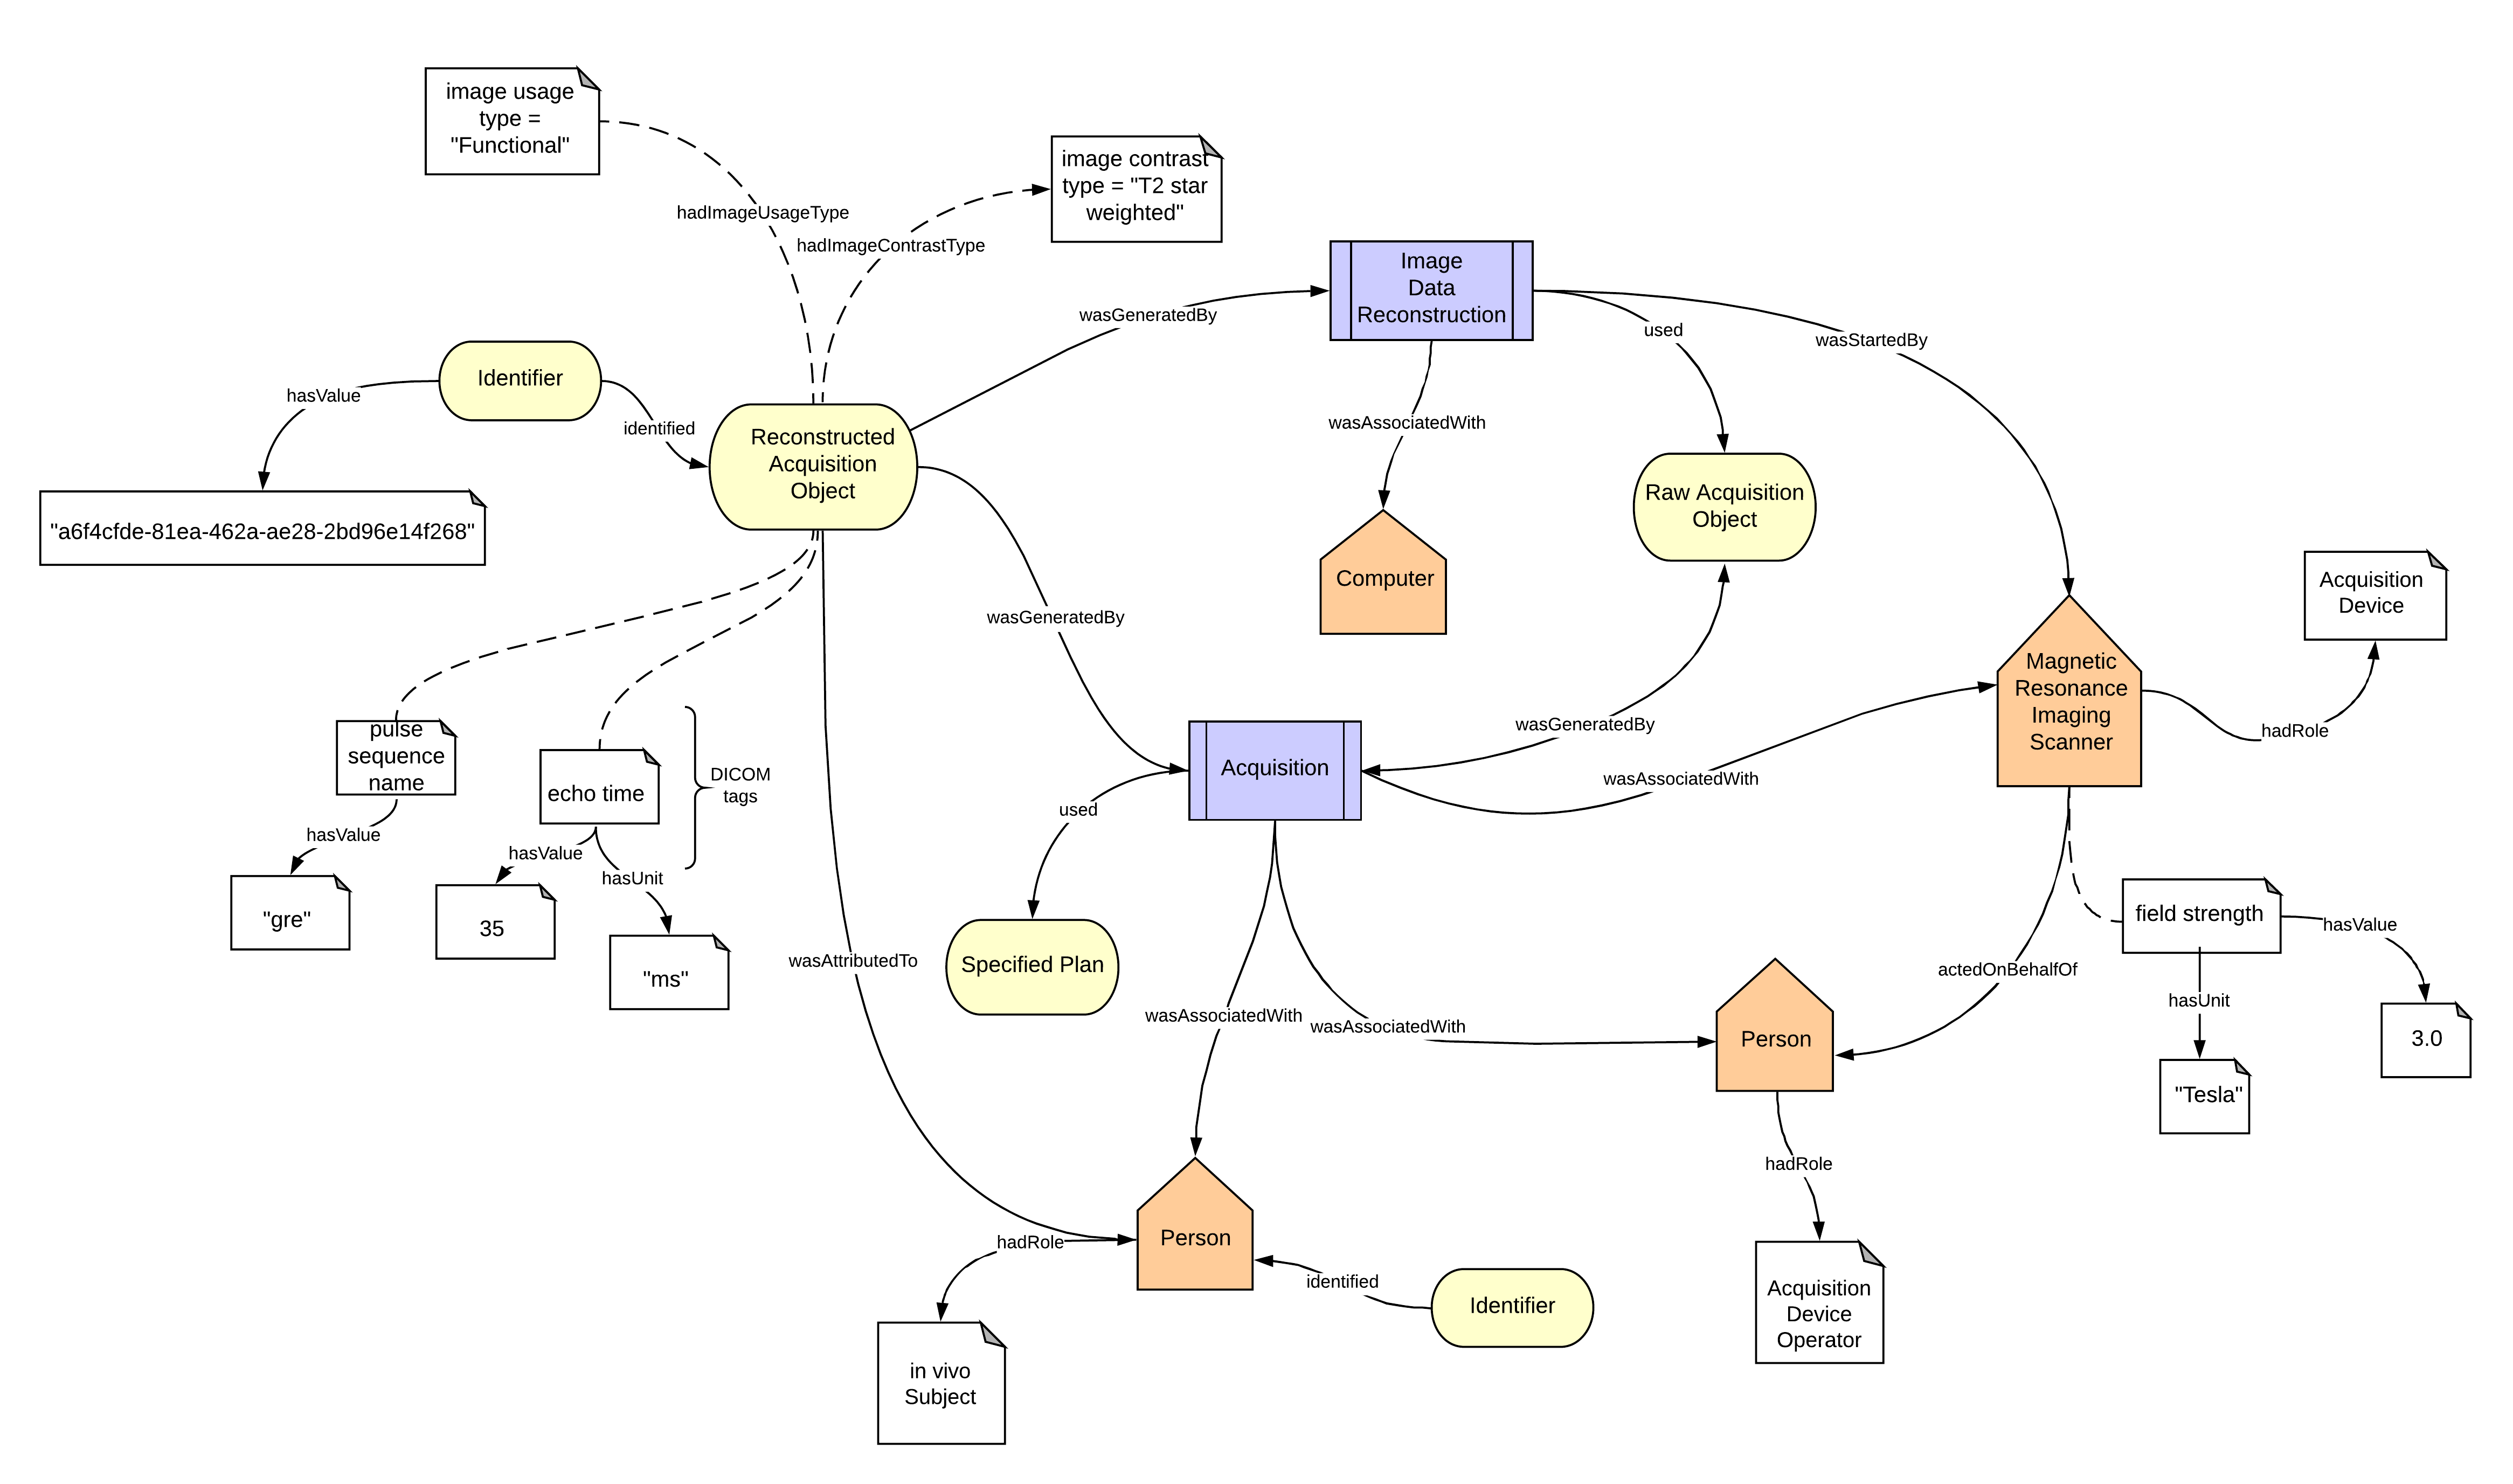 image usage
type =
"Functional"
image contrast
type = "T2 star
weighted"
hadImageUsageType
hadImageContrastType
Image
Data
Reconstruction
wasGeneratedBy
used
wasStartedBy
Identifier
hasValue
identified
wasAssociatedWith
Reconstructed
Acquisition
Object
Raw Acquisition
Object
"a6f4cfde-81ea-462a-ae28-2bd96e14f268"
Computer
Acquisition
Device
wasGeneratedBy
Magnetic
Resonance
Imaging
Scanner
hadRole
pulse
sequence
name
echo time
DICOM
tags
Acquisition
wasGeneratedBy
wasAssociatedWith
used
hasValue
hasValue
hasUnit
"gre"
35
"ms"
field strength
hasValue
wasAttributedTo
Specified Plan
actedOnBehalfOf
hasUnit
wasAssociatedWith
wasAssociatedWith
Person
3.0
"Tesla"
hadRole
Person
hadRole
identified
Identifier
Acquisition
Device
Operator
in vivo
Subject